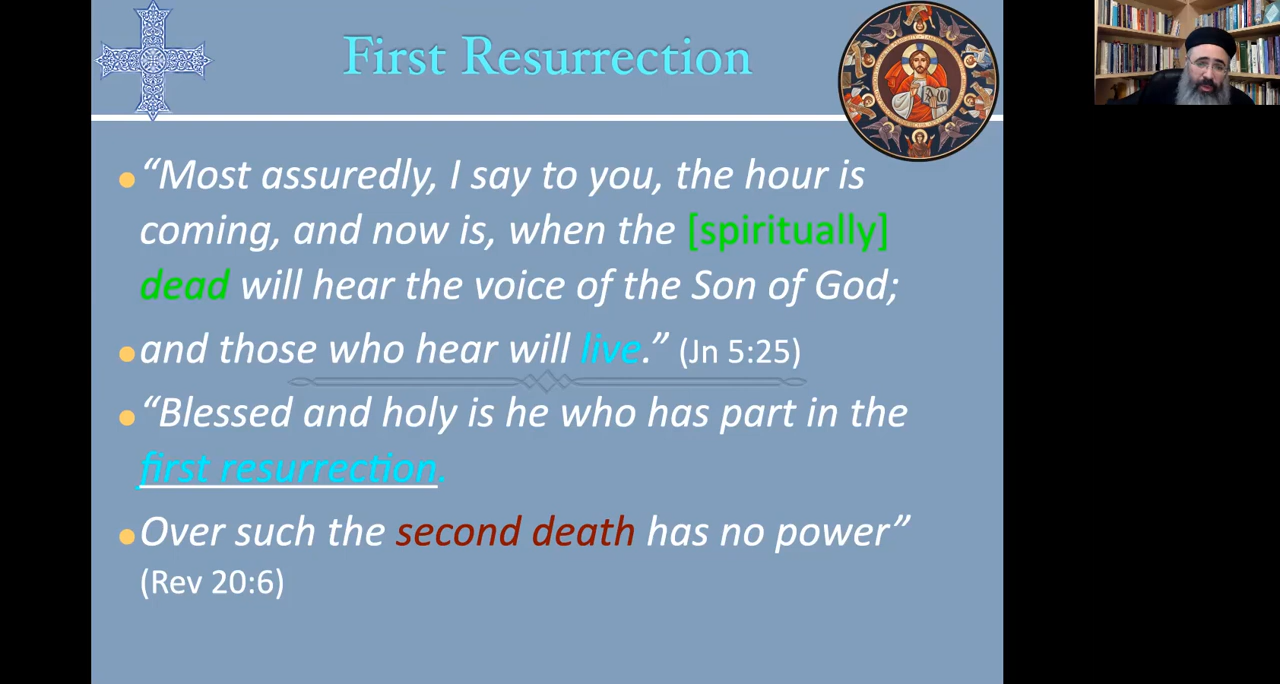 First Resurrection
“Most assuredly, I say to you, the hour is
coming, and now is, when the [spiritually]
dead will hear the voice of the Son of God;
and those who hear will live.” (Jn 5:25)
“Blessed and holy is he who has part in the
first resurrection.
Over such the second death has no power”
(Rev 20:6)